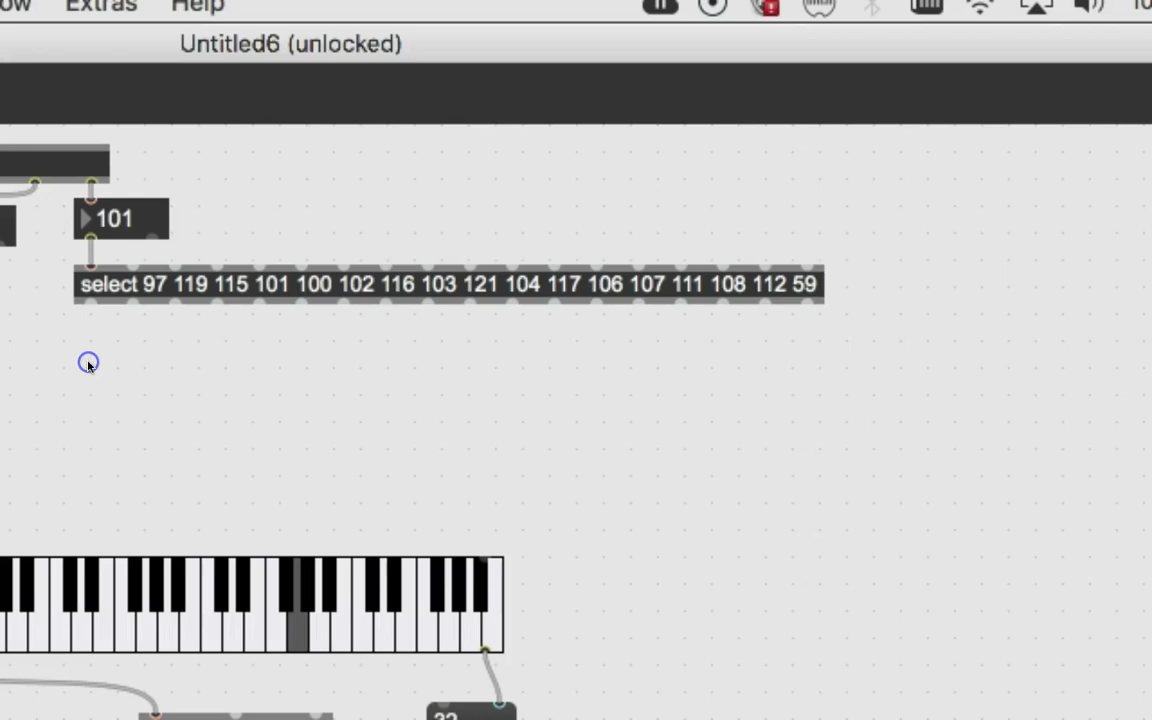 Extras Help
Untitled6 (unlocked)
101
select 97 119 115 101 100 102 116 103 121 104 117 106 107 111 108 112 59